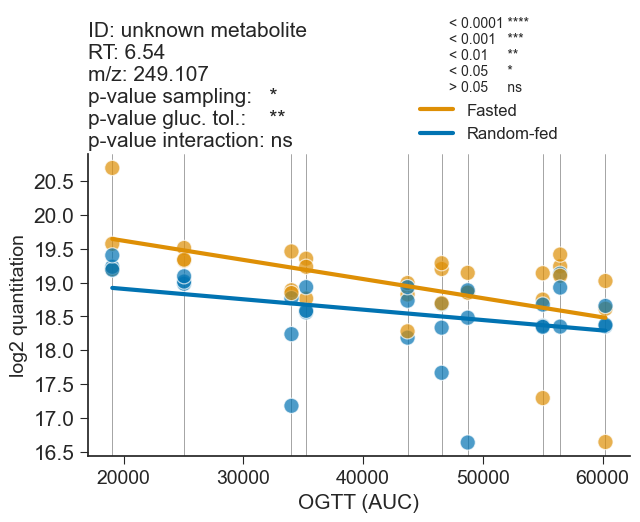 ID: unknown metabolite
RT: 6.54
m/z: 249.107
p-value sampling: *
p-value gluc. tol.: **
p-value interaction: ns
< 0.0001 ****
< 0.001 ***
< 0.01 **
< 0.05 *
> 0.05 ns
Fasted
Random-fed
20.5
20.0
19.5
19.0
18.5
18.0
17.5
17.0
16.5
log2 quantitation
20000 30000 40000 50000 60000
OGTT (AUC)